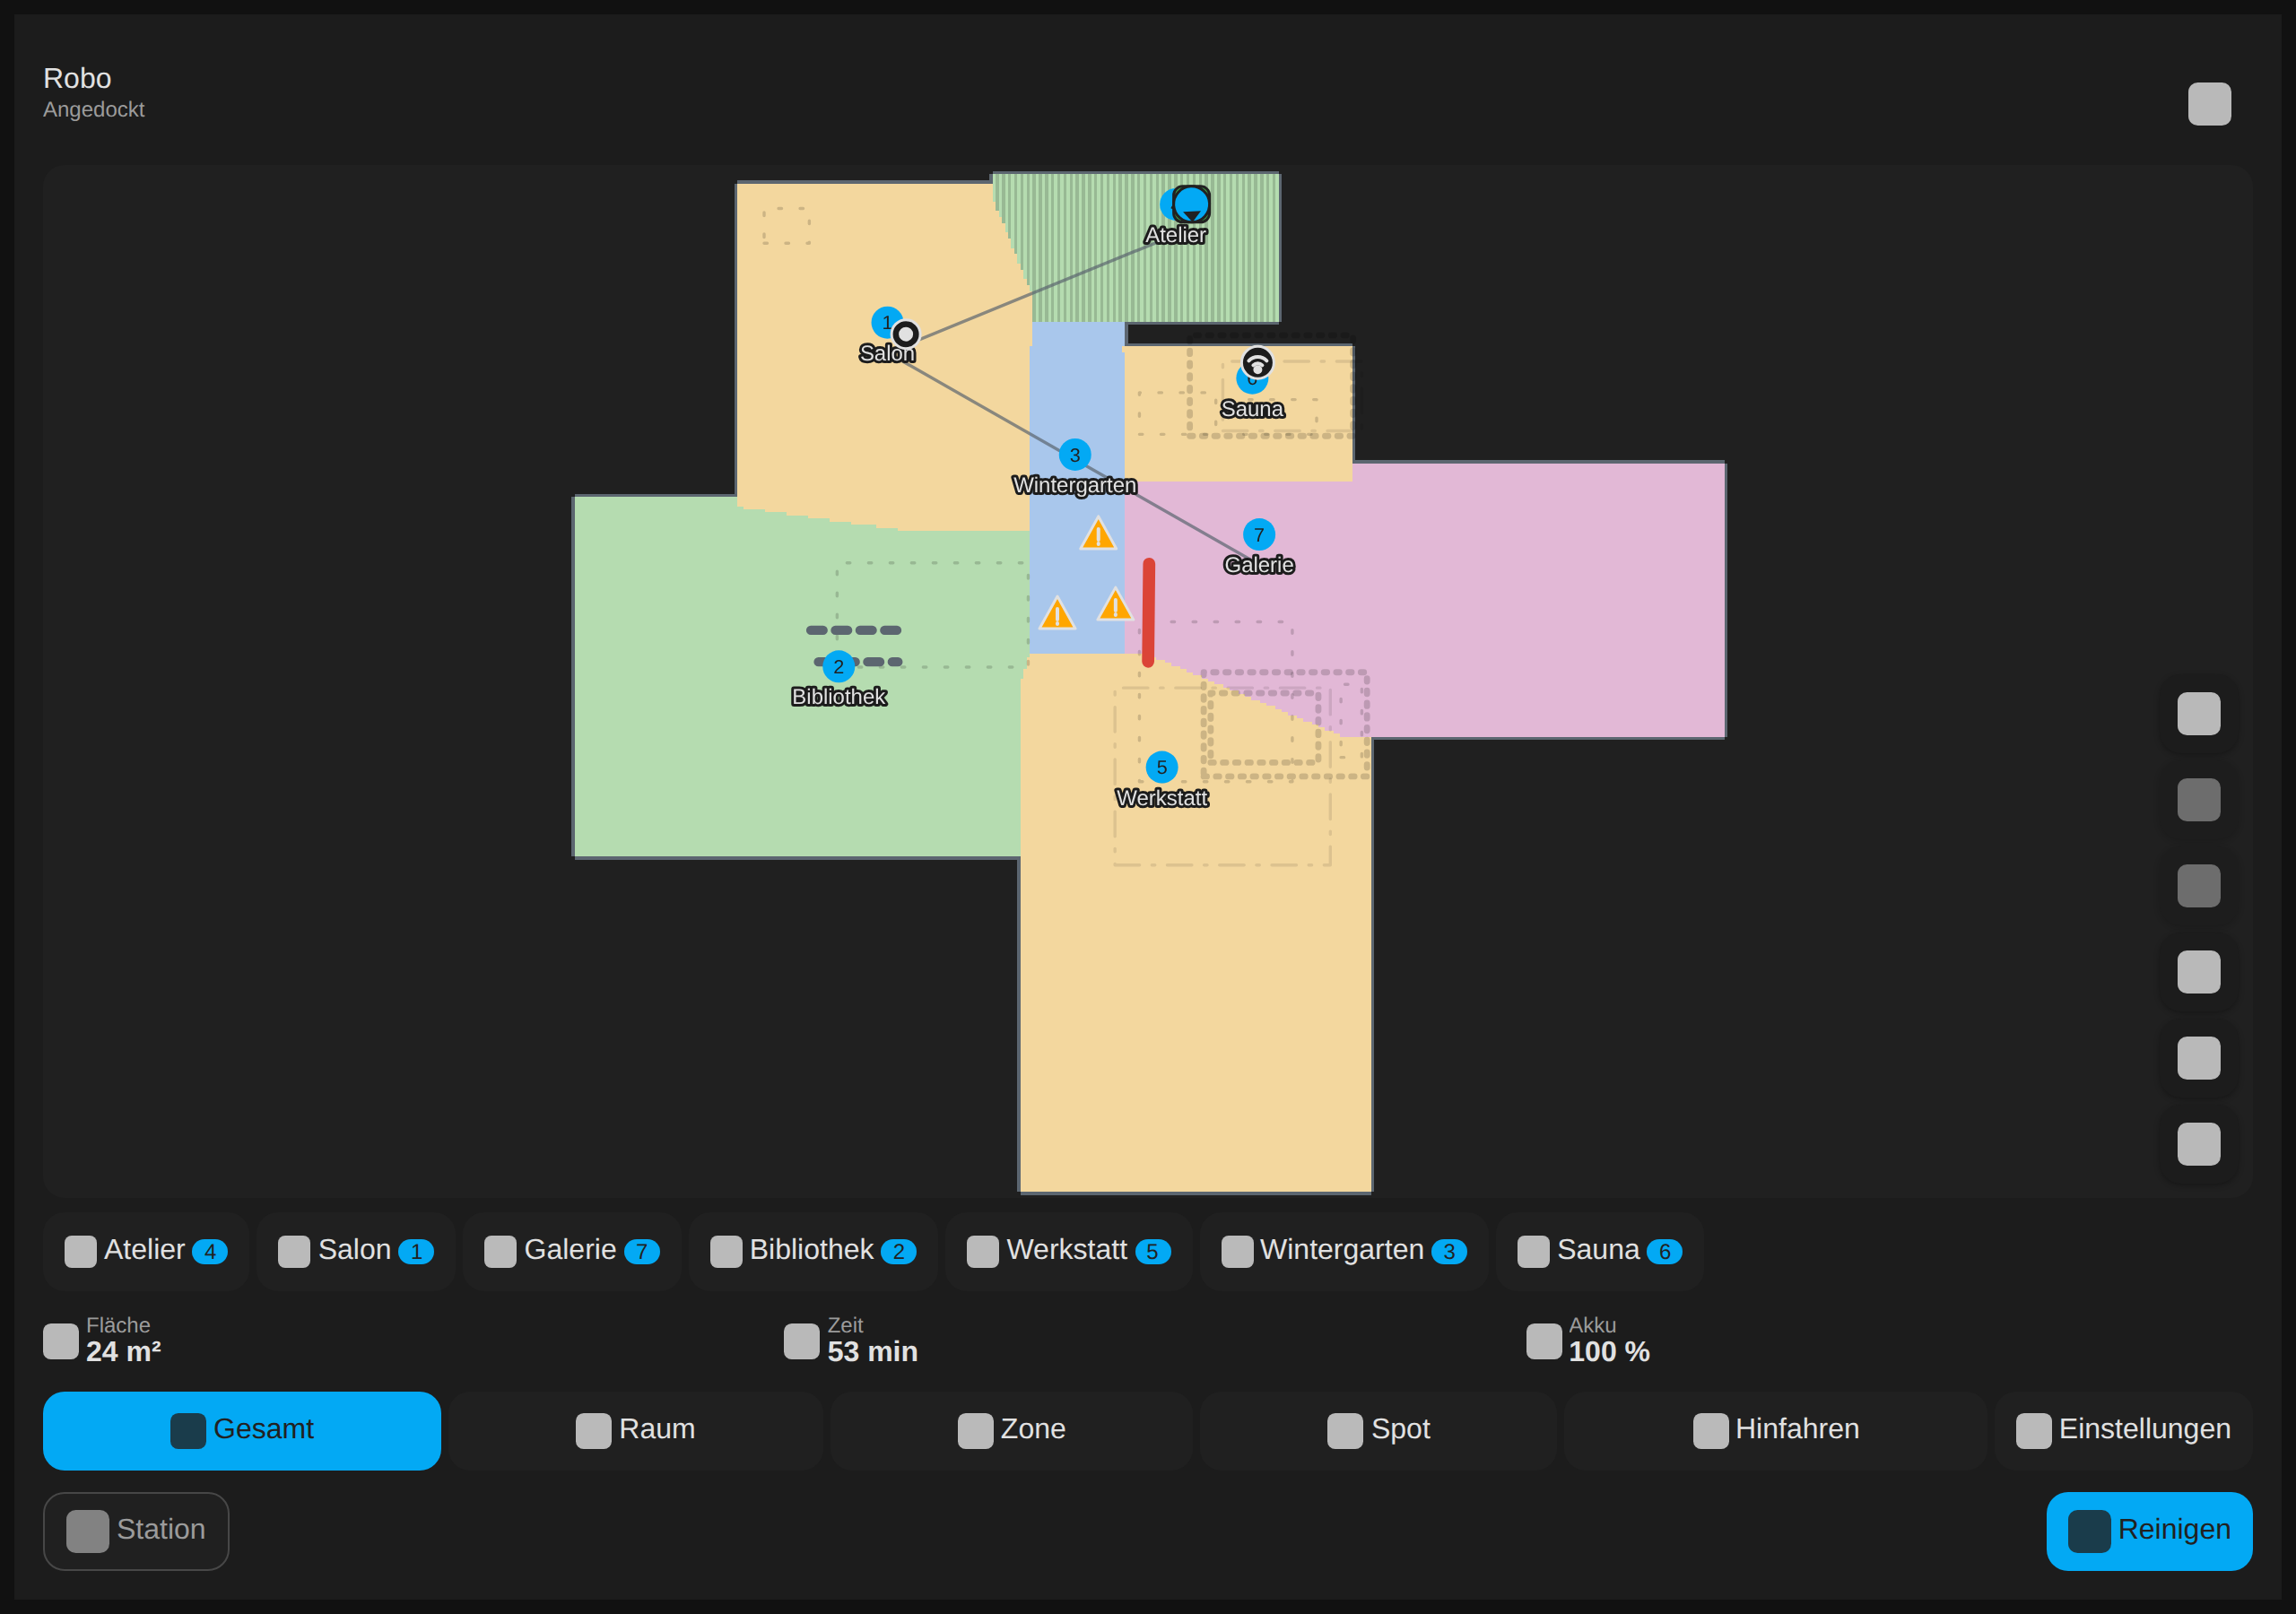 Robo
Angedockt
Atelier
1
Salon
Sauna
3
Wintergarten
7
Galerie
2
Bibliothek
5
Werkstatt
Atelier 4
Salon 1
Galerie 7
Bibliothek 2
Werkstatt 5
Wintergarten 3
Sauna 6
Fläche
24 m²
Zeit
53 min
Akku
100 %
Gesamt
Raum
Zone
Spot
Hinfahren
Einstellungen
Station
Reinigen